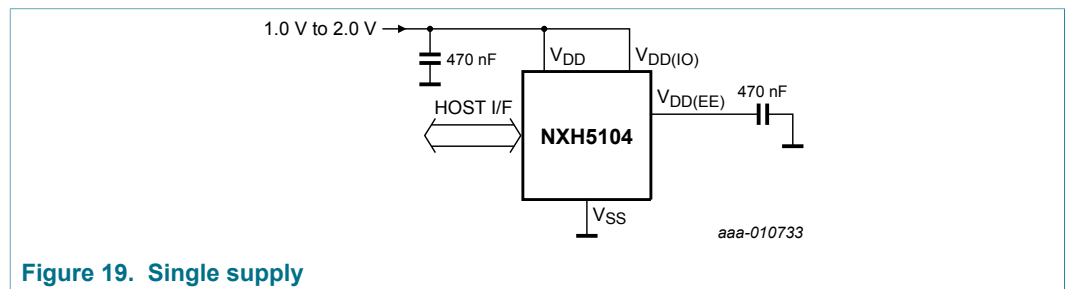 1.0 V to 2.0 V
470 nF
VDD
VDD(IO)
HOST I/F
NXH5104
VDD(EE)
470 nF
VSS
aaa-010733
Figure 19. Single supply